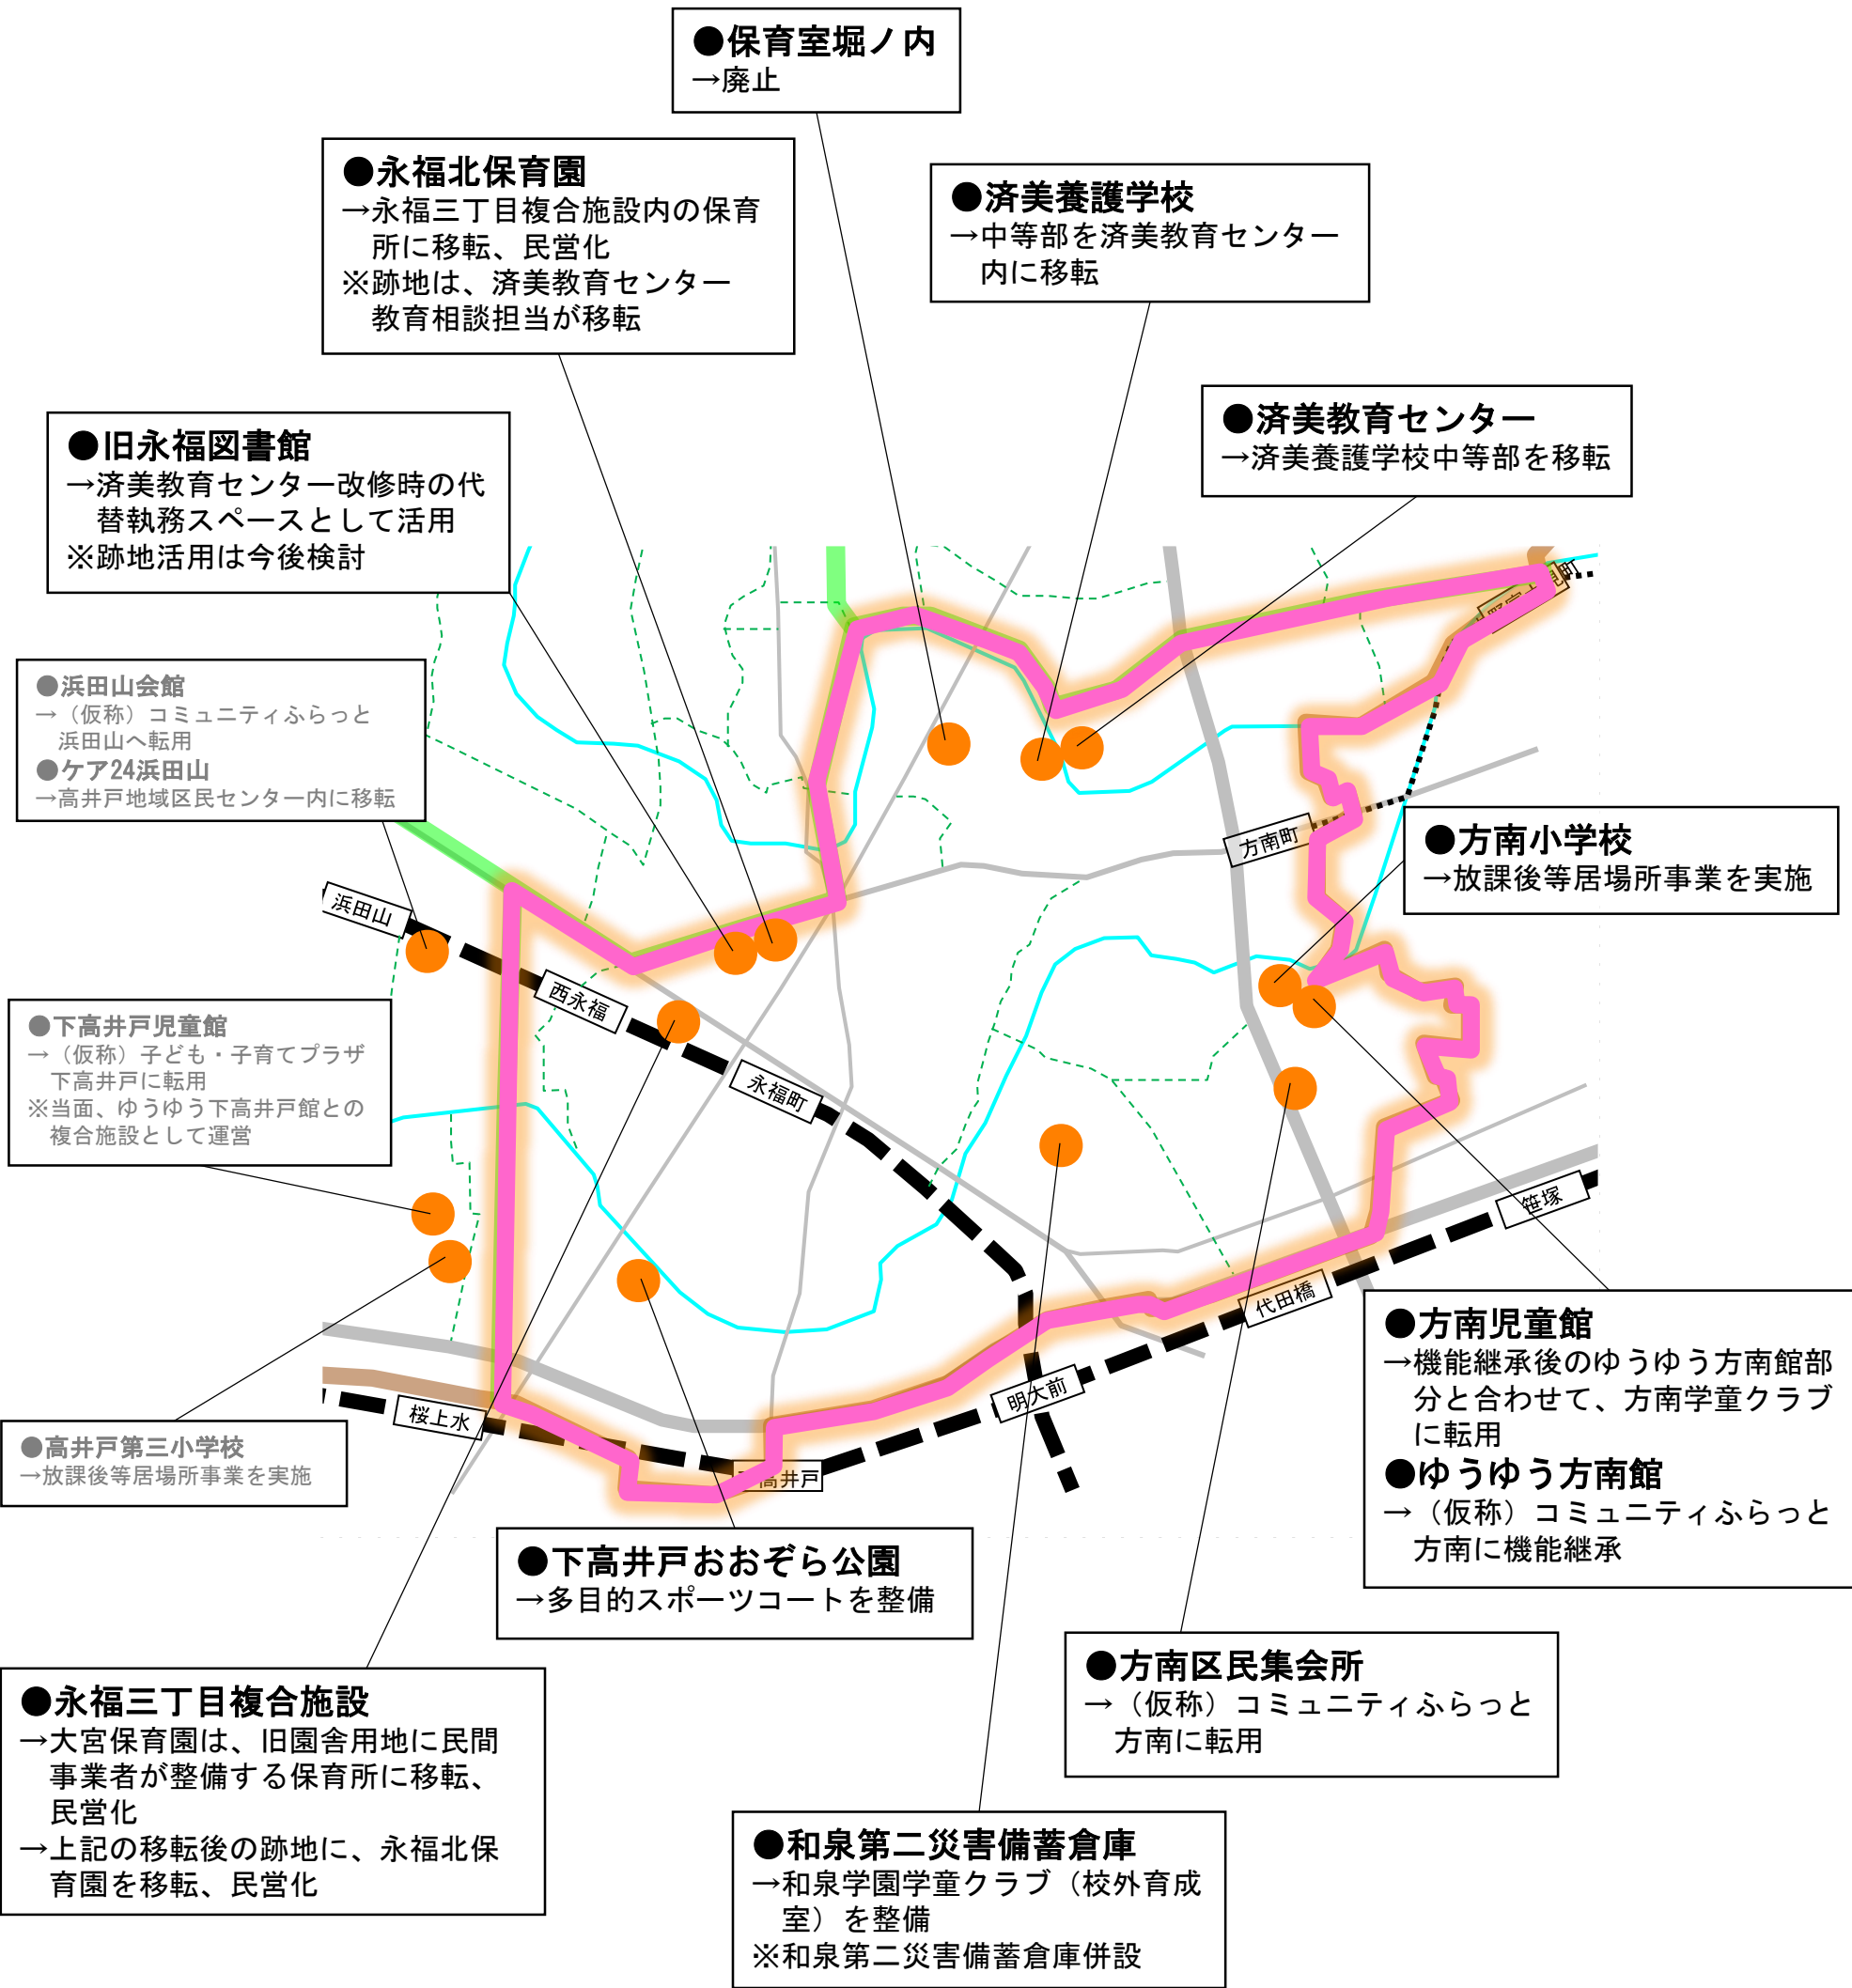 ●保育室堀ノ内
→廃止
●永福北保育園
→永福三丁目複合施設内の保育
所に移転、民営化
※跡地は、済美教育センター
教育相談担当が移転
●済美養護学校
→中等部を済美教育センター
内に移転
●済美教育センター
→済美養護学校中等部を移転
●旧永福図書館
→済美教育センター改修時の代
替執務スペースとして活用
※跡地活用は今後検討
●浜田山会館
→（仮称）コミュニティふらっと
浜田山へ転用
●ケア24浜田山
→高井戸地域区民センター内に移転
方南町
●方南小学校
→放課後等居場所事業を実施
浜田山
西永福
永福町
●下高井戸児童館
→（仮称）子ども・子育てプラザ
下高井戸に転用
※当面、ゆうゆう下高井戸館との
複合施設として運営
笹塚
代田橋
明大前
桜上水
高井戸
●高井戸第三小学校
→放課後等居場所事業を実施
●方南児童館
→機能継承後のゆうゆう方南館部
分と合わせて、方南学童クラブ
に転用
●ゆうゆう方南館
→（仮称）コミュニティふらっと
方南に機能継承
●下高井戸おおぞら公園
→多目的スポーツコートを整備
●方南区民集会所
→（仮称）コミュニティふらっと
方南に転用
●永福三丁目複合施設
→大宮保育園は、旧園舎用地に民間
事業者が整備する保育所に移転、
民営化
→上記の移転後の跡地に、永福北保
育園を移転、民営化
●和泉第二災害備蓄倉庫
→和泉学園学童クラブ（校外育成
室）を整備
※和泉第二災害備蓄倉庫併設